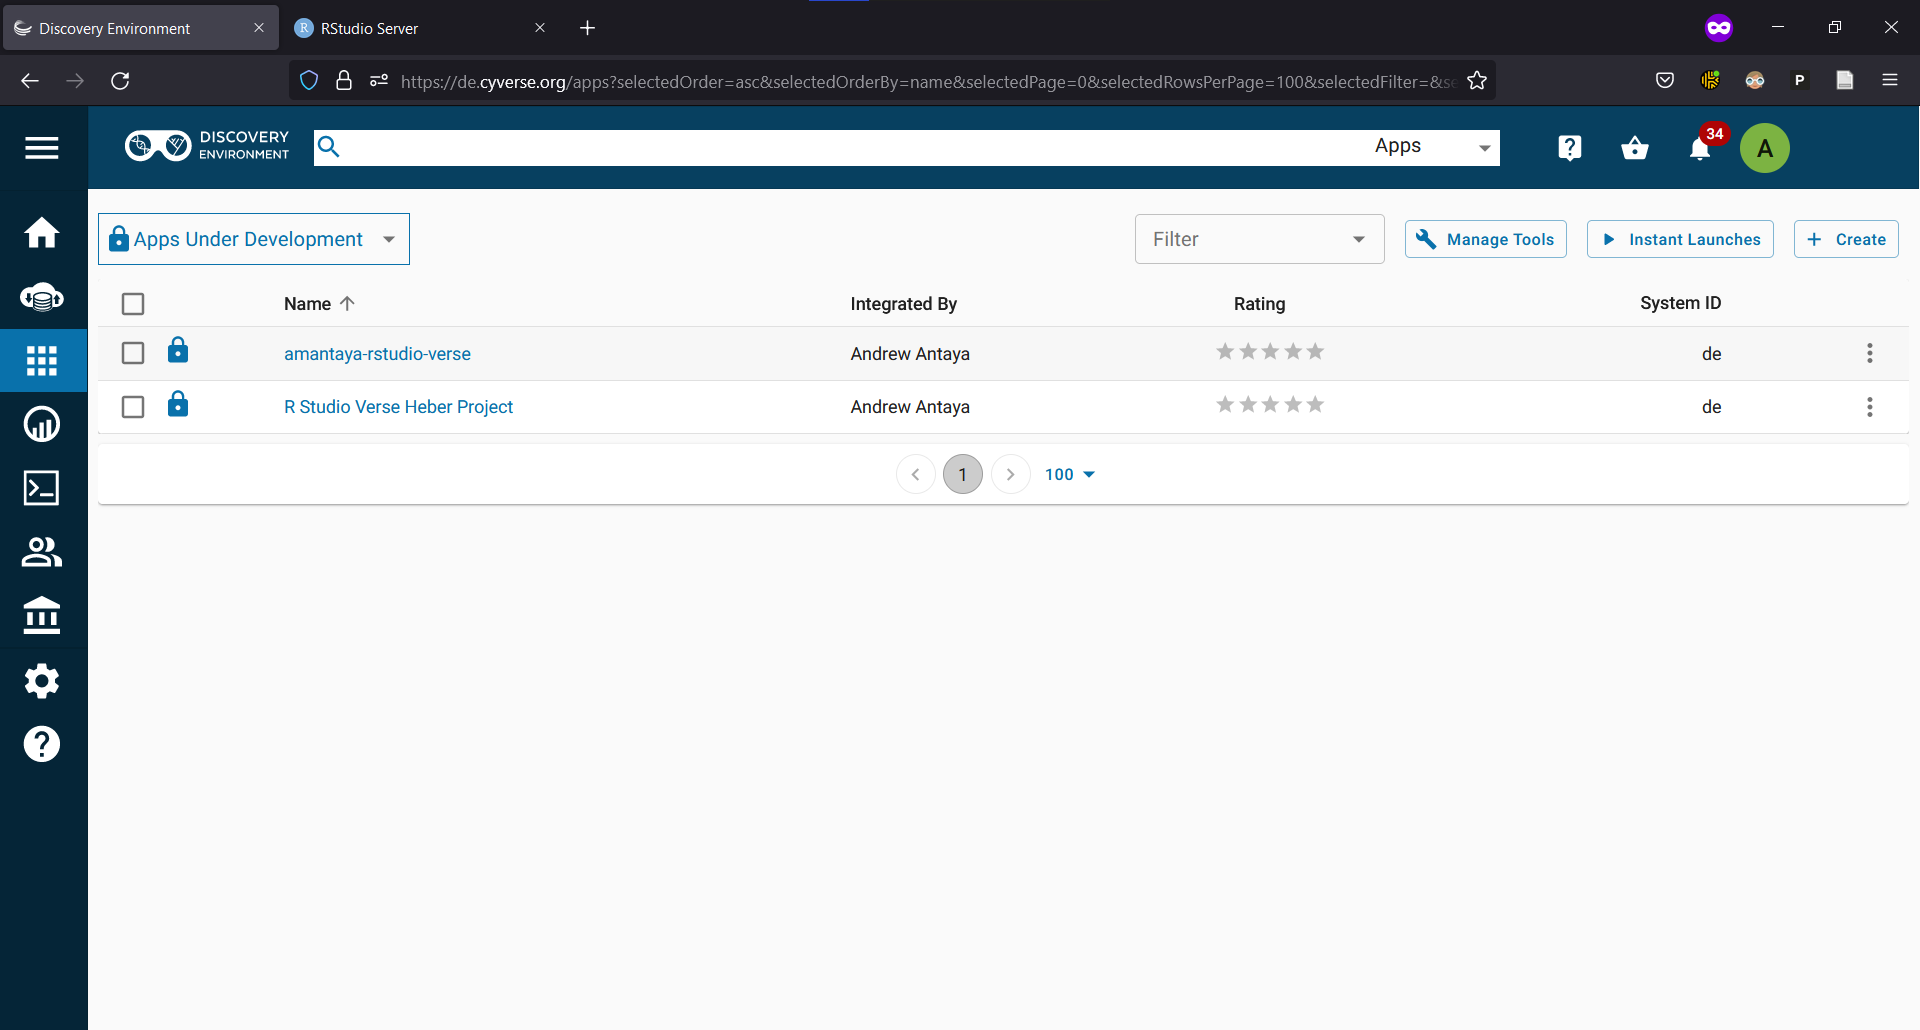 Discovery Environment
R RStudio Server
https://de.cyverse.org/apps?selectedOrder=asc&selectedOrderBy=name&selectedPage=0&selectedRowsPerPage=100&selectedFilter=&se
P
DISCOVERY
ENVIRONMENT
Apps
34
A
Apps Under Development
Filter
Manage Tools
Instant Launches
+ Create
Name
Integrated By
Rating
System ID
amantaya-rstudio-verse Andrew Antaya de
R Studio Verse Heber Project Andrew Antaya de
1
100